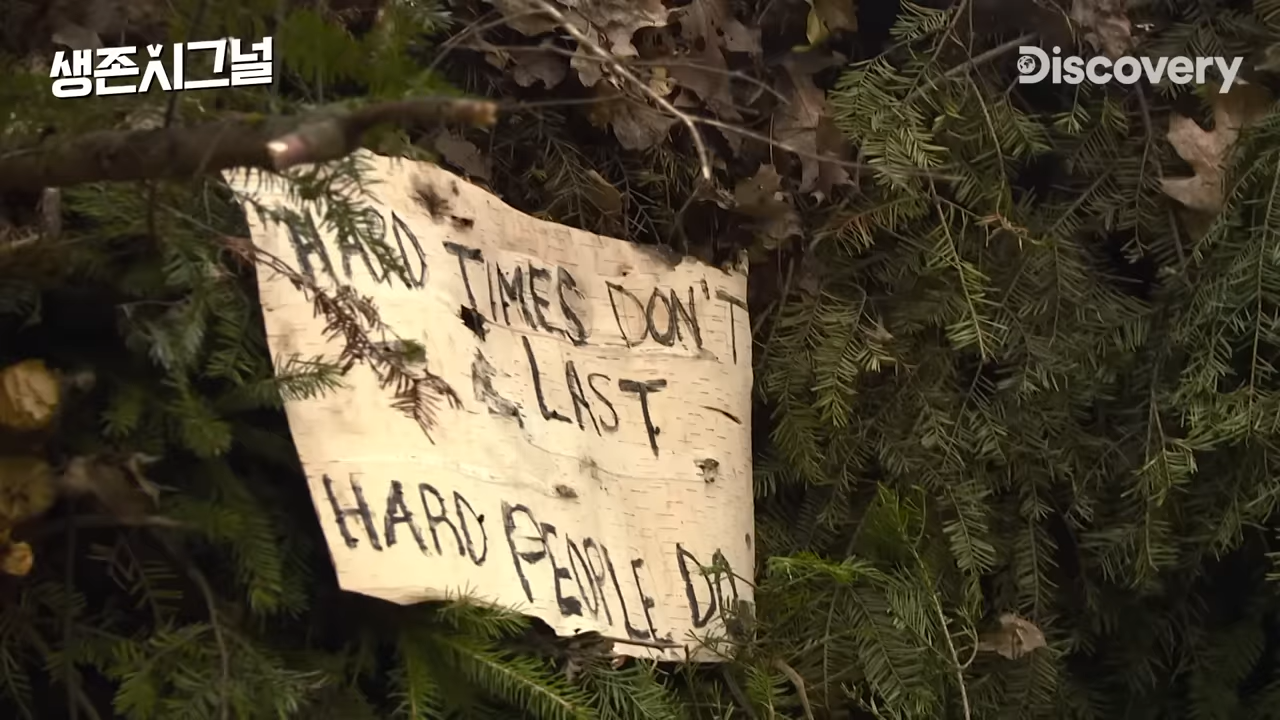 생존시그널
Discovery
"HARD TIMES DON'T
LAST
HARD PEOPLE DO"